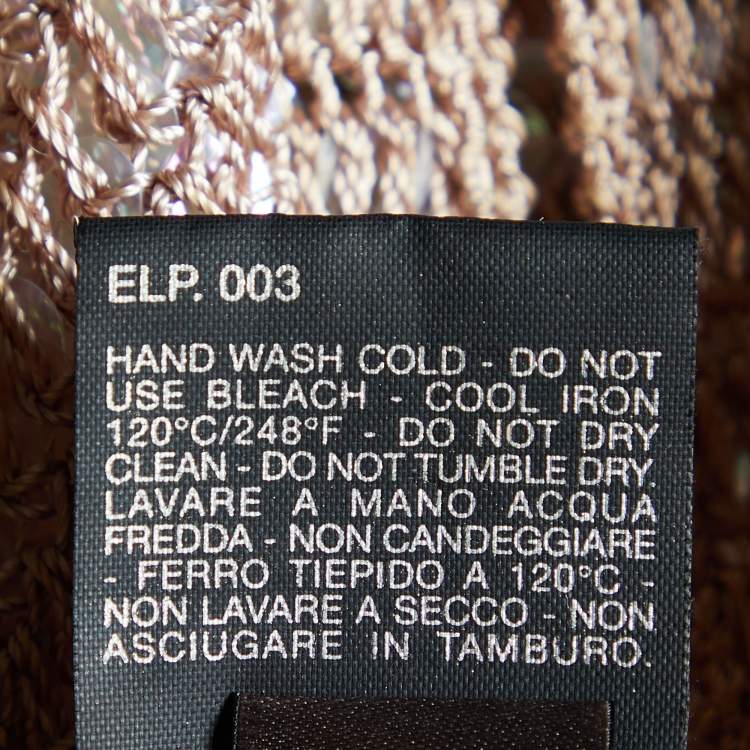 ELP. 003
HAND WASH COLD - DO NOT
USE BLEACH - COOL IRON
120°C/248°F - DO NOT DRY
CLEAN - DO NOT TUMBLE DRY.
LAVARE A MANO ACQUA
FREDDA - NON CANDEGGIARE
- FERRO TIEPIDO A 120°C -
NON LAVARE A SECCO - NON
ASCIUGARE IN TAMBURO.